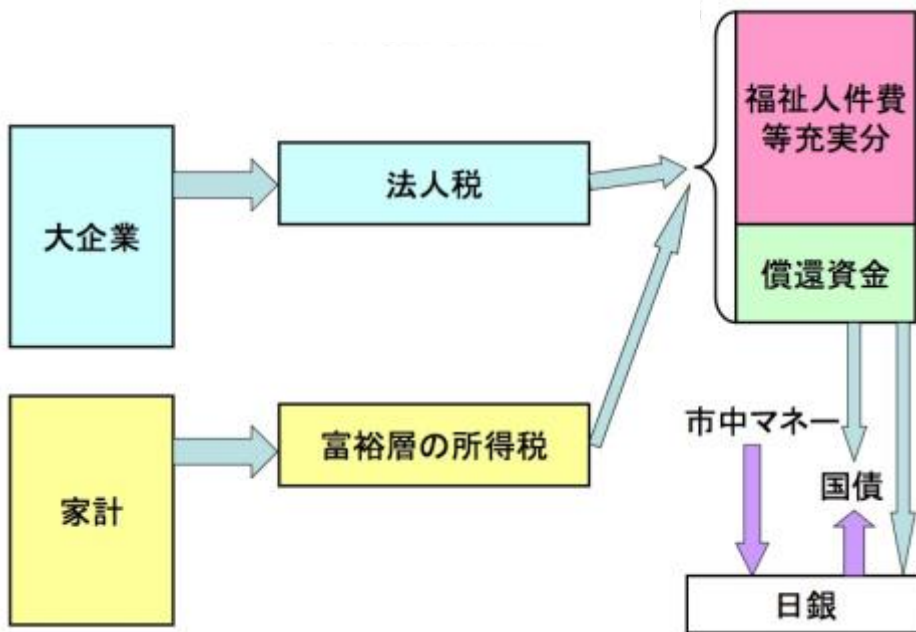 福祉人件費
等充実分
大企業
法人税
償還資金
家計
富裕層の所得税
市中マネー
国債
日銀